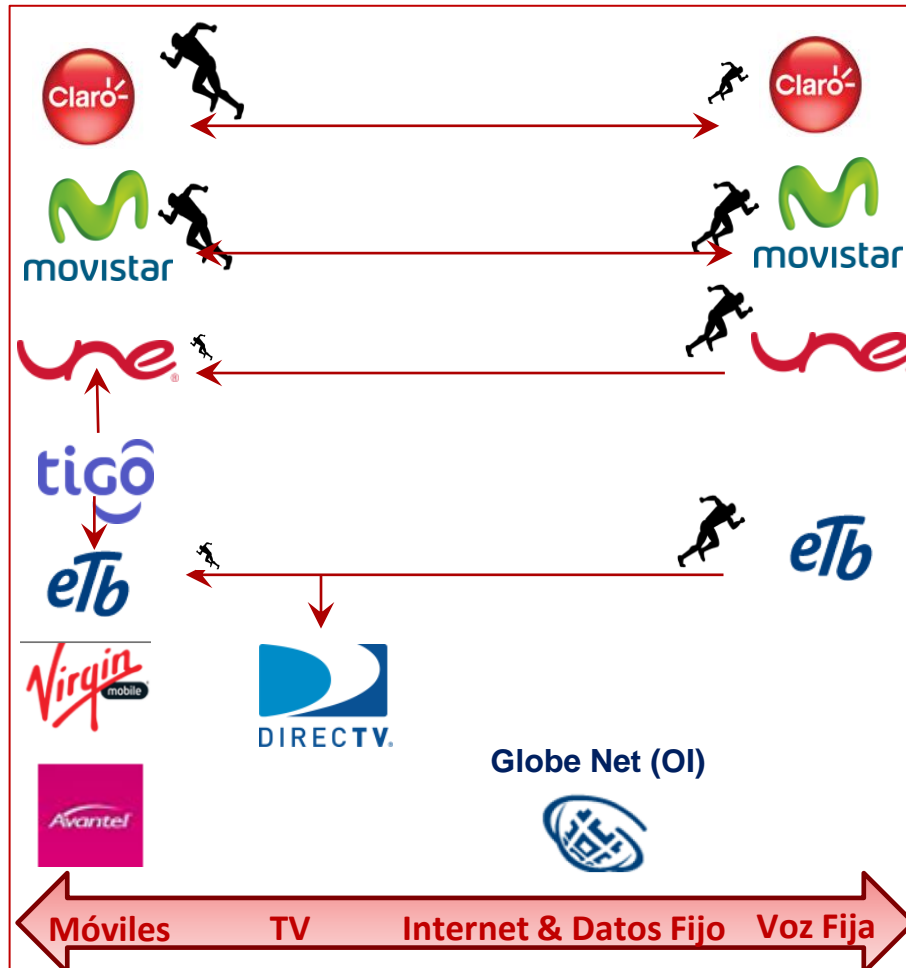 Claro
Claro
movistar
movistar
une®
une
tigo
eTb
eTb
Virgin
mobile
DIRECTV®
Globe Net (OI)
Avantel
Móviles TV Internet & Datos Fijo Voz Fija